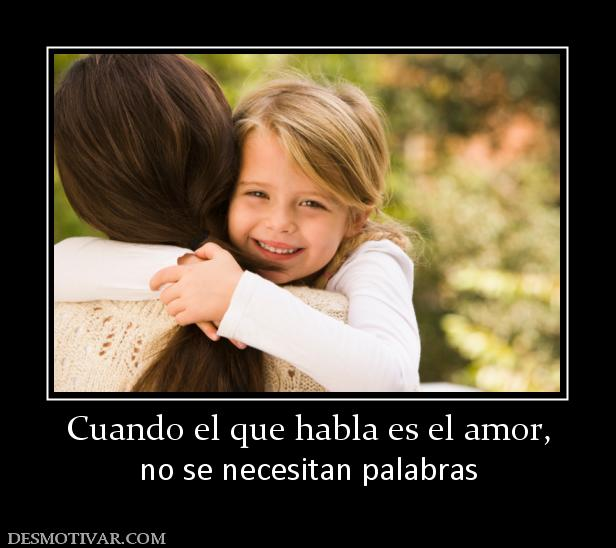 Cuando el que habla es el amor,
no se necesitan palabras
DESMOTIVAR.COM